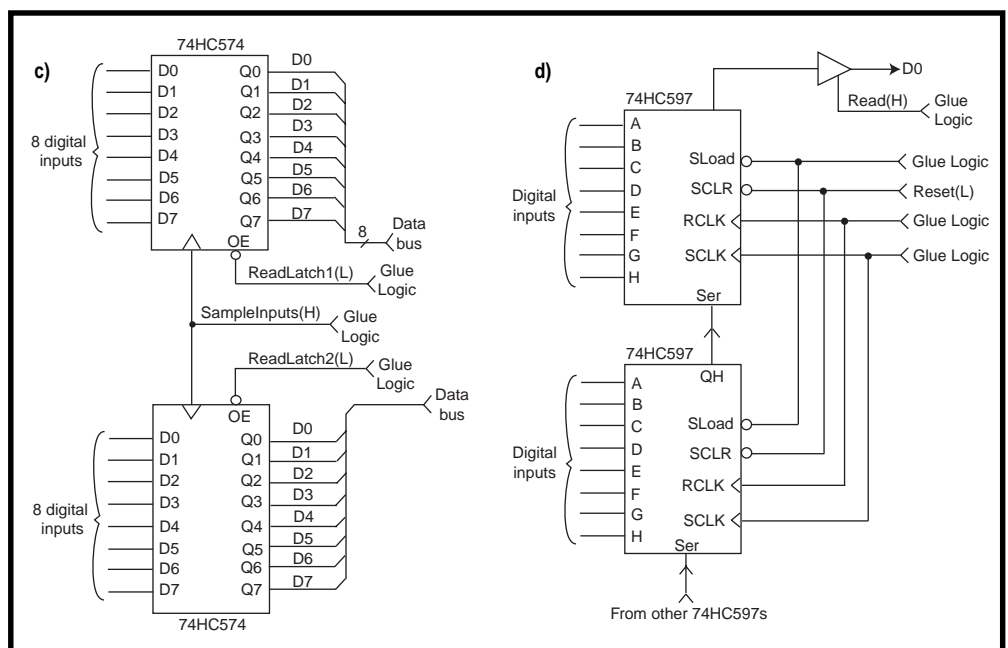 c)
74HC574
8 digital
inputs
D0
D1
D2
D3
D4
D5
D6
D7
Q0
Q1
Q2
Q3
Q4
Q5
Q6
Q7
OE
D0
D1
D2
D3
D4
D5
D6
D7
8
Data
bus
ReadLatch1(L)
Glue
Logic
SampleInputs(H)
Glue
Logic
ReadLatch2(L)
Glue
Logic
Data
bus
OE
8 digital
inputs
D0
D1
D2
D3
D4
D5
D6
D7
Q0
Q1
Q2
Q3
Q4
Q5
Q6
Q7
D0
D1
D2
D3
D4
D5
D6
D7
74HC574
d)
D0
Read(H)
Glue
Logic
74HC597
Digital
inputs
A
B
C
D
E
F
G
H
SLoad
SCLR
RCLK
SCLK
Ser
Glue Logic
Reset(L)
Glue Logic
Glue Logic
74HC597
QH
Digital
inputs
A
B
C
D
E
F
G
H
SLoad
SCLR
RCLK
SCLK
Ser
From other 74HC597s